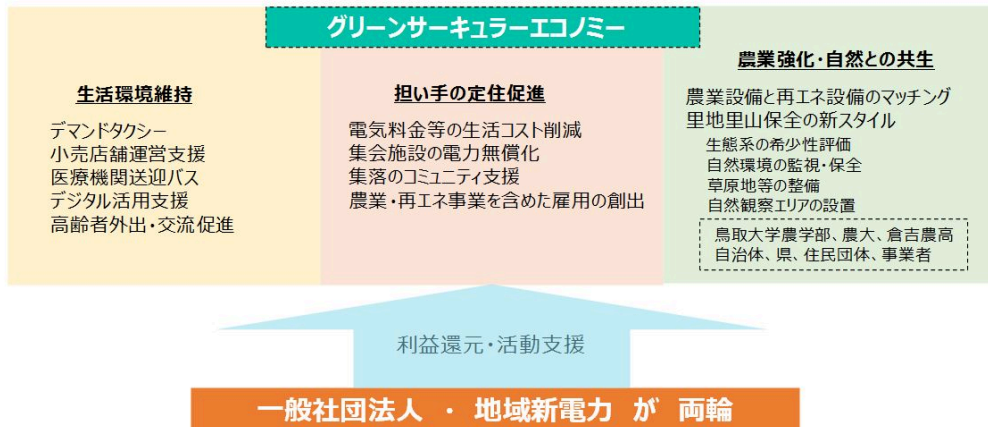 グリーンサーキュラーエコノミー
生活環境維持
デマンドタクシー
小売店舗運営支援
医療機関送迎バス
デジタル活用支援
高齢者外出・交流促進
担い手の定住促進
電気料金等の生活コスト削減
集会施設の電力無償化
集落のコミュニティ支援
農業・再エネ事業を含めた雇用の創出
農業強化・自然との共生
農業設備と再エネ設備のマッチング
里地里山保全の新スタイル
生態系の希少性評価
自然環境の監視・保全
草原地等の整備
自然観察エリアの設置
鳥取大学農学部、農大、倉吉農高
自治体、県、住民団体、事業者
利益還元・活動支援
一般社団法人 ・ 地域新電力 が 両輪